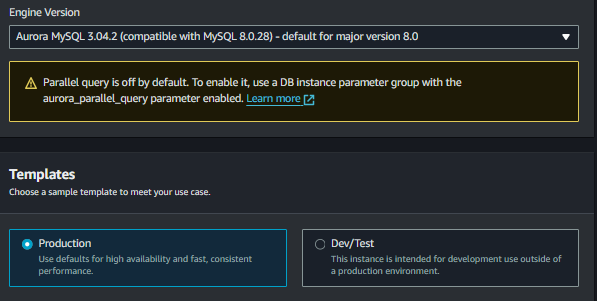 Engine Version
Aurora MySQL 3.04.2 (compatible with MySQL 8.0.28) - default for major version 8.0
Parallel query is off by default. To enable it, use a DB instance parameter group with the
aurora_parallel_query parameter enabled. Learn more
Templates
Choose a sample template to meet your use case.
Production
Use defaults for high availability and fast, consistent
performance.
Dev/Test
This instance is intended for development use outside of
a production environment.